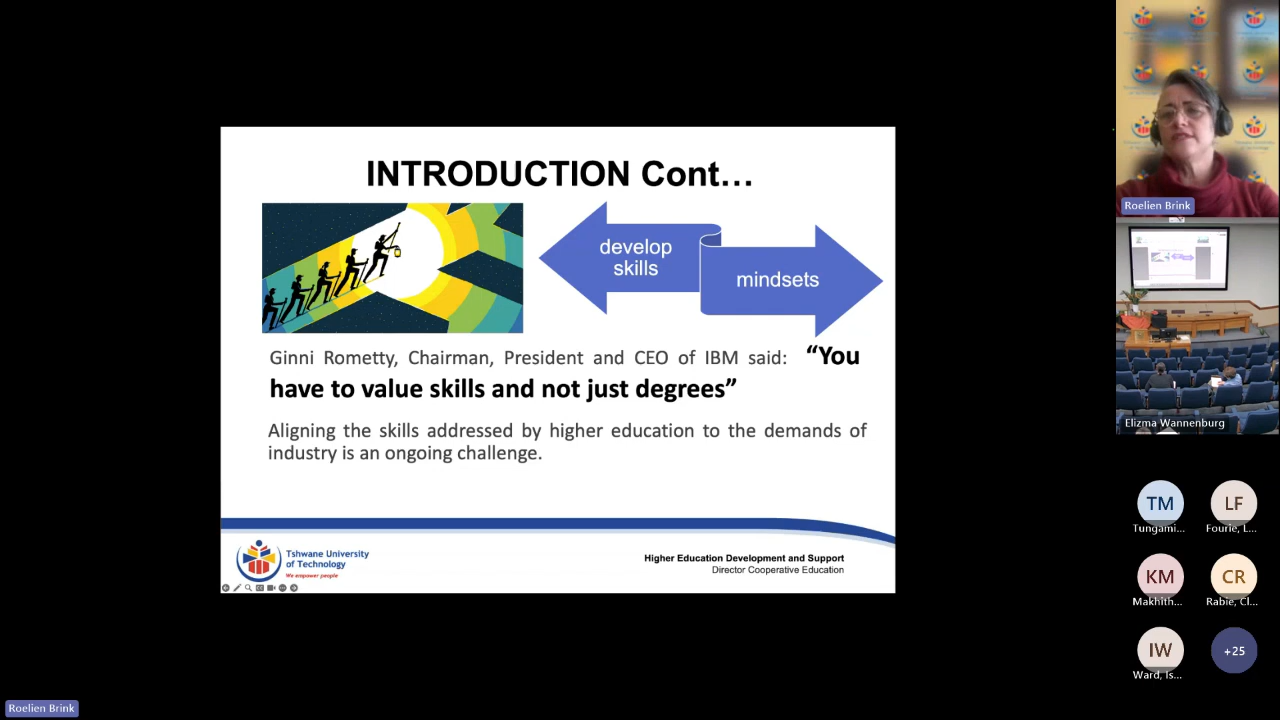 INTRODUCTION Cont…
develop
skills
mindsets
Ginni Rometty, Chairman, President and CEO of IBM said: “You
have to value skills and not just degrees”
Aligning the skills addressed by higher education to the demands of
industry is an ongoing challenge.
Tshwane University
of Technology
We empower people
Higher Education Development and Support
Director Cooperative Education
Roelien Brink
Elizma Wannenburg
TM
Tungami...
LF
Fourie, L...
KM
Makhith...
CR
Rabie, Cl...
IW
Ward, Is...
+25
Roelien Brink